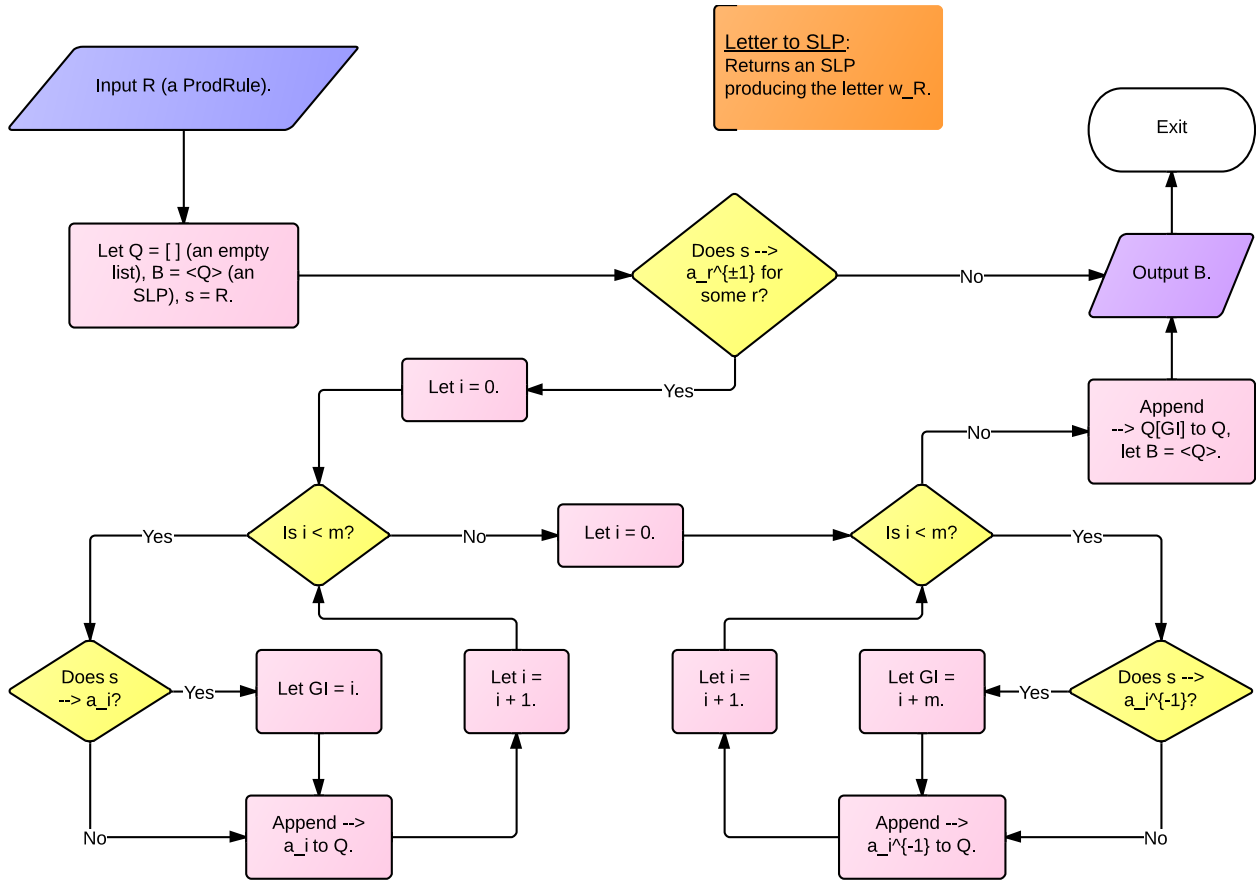 Input R (a ProdRule).
Letter to SLP:
Returns an SLP
producing the letter w_R.
Exit
Let Q = [ ] (an empty
list), B = <Q> (an
SLP), s = R.
Does s -->
a_r^{±1} for
some r?
No
Output B.
Yes
Let i = 0.
Append
--> Q[GI] to Q,
let B = <Q>.
No
Yes
Is i < m?
No
Let i = 0.
Is i < m?
Yes
Does s
--> a_i?
Yes
Let GI = i.
Let i =
i + 1.
Let i =
i + 1.
Let GI =
i + m.
Yes
Does s -->
a_i^{-1}?
No
Append -->
a_i to Q.
Append -->
a_i^{-1} to Q.
No